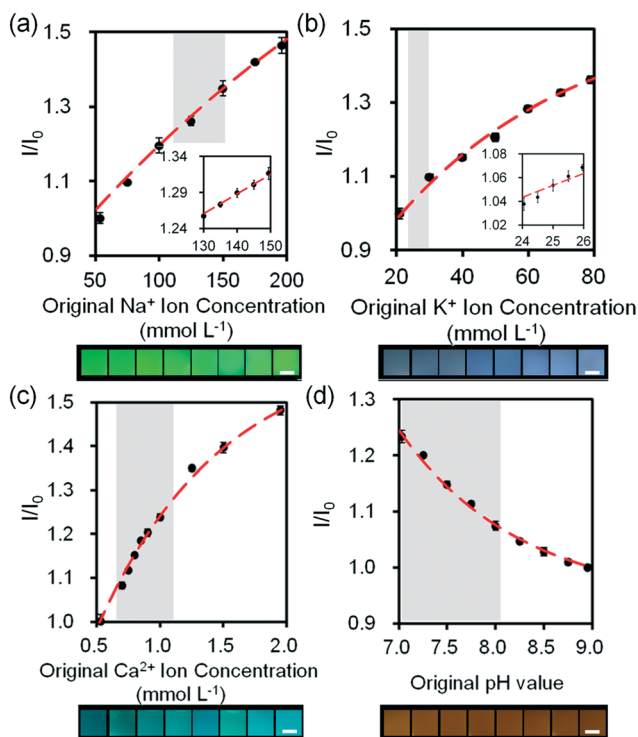 (a)
1.5
1.3
1.1
0.9
I/I0
1.34
1.29
1.24
130 140 150
50 100 150 200
Original Na+ Ion Concentration
(mmol L-1)
(b)
1.5
1.3
1.1
0.9
I/I0
1.08
1.06
1.04
1.02
24 25 26
20 40 60 80
Original K+ Ion Concentration
(mmol L-1)
(c)
1.5
1.4
1.3
1.2
1.1
1.0
I/I0
0.5 1.0 1.5 2.0
Original Ca2+ Ion Concentration
(mmol L-1)
(d)
1.3
1.2
1.1
1.0
0.9
I/I0
7.0 7.5 8.0 8.5 9.0
Original pH value